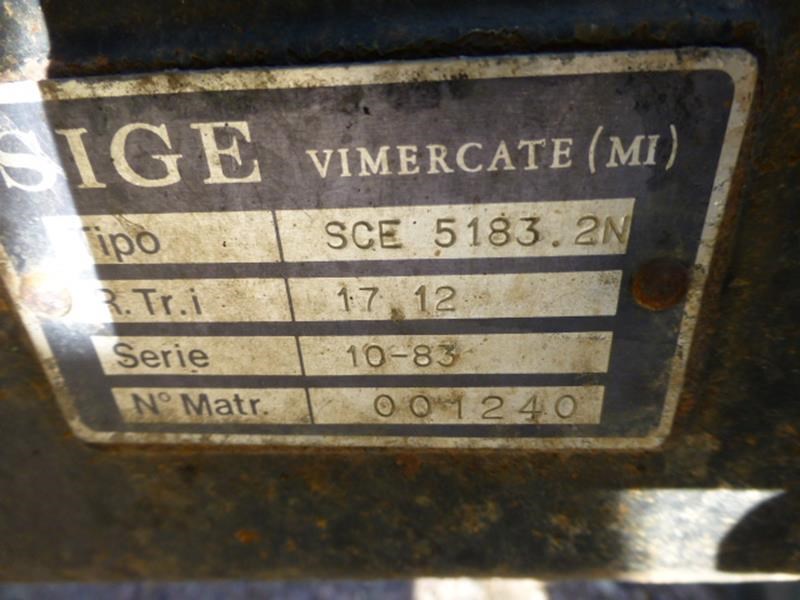 SIGE VIMERCATE (MI)
Tipo SCE 5183.2N
R.Tr.i 17 12
Serie 10-83
N° Matr. 001240